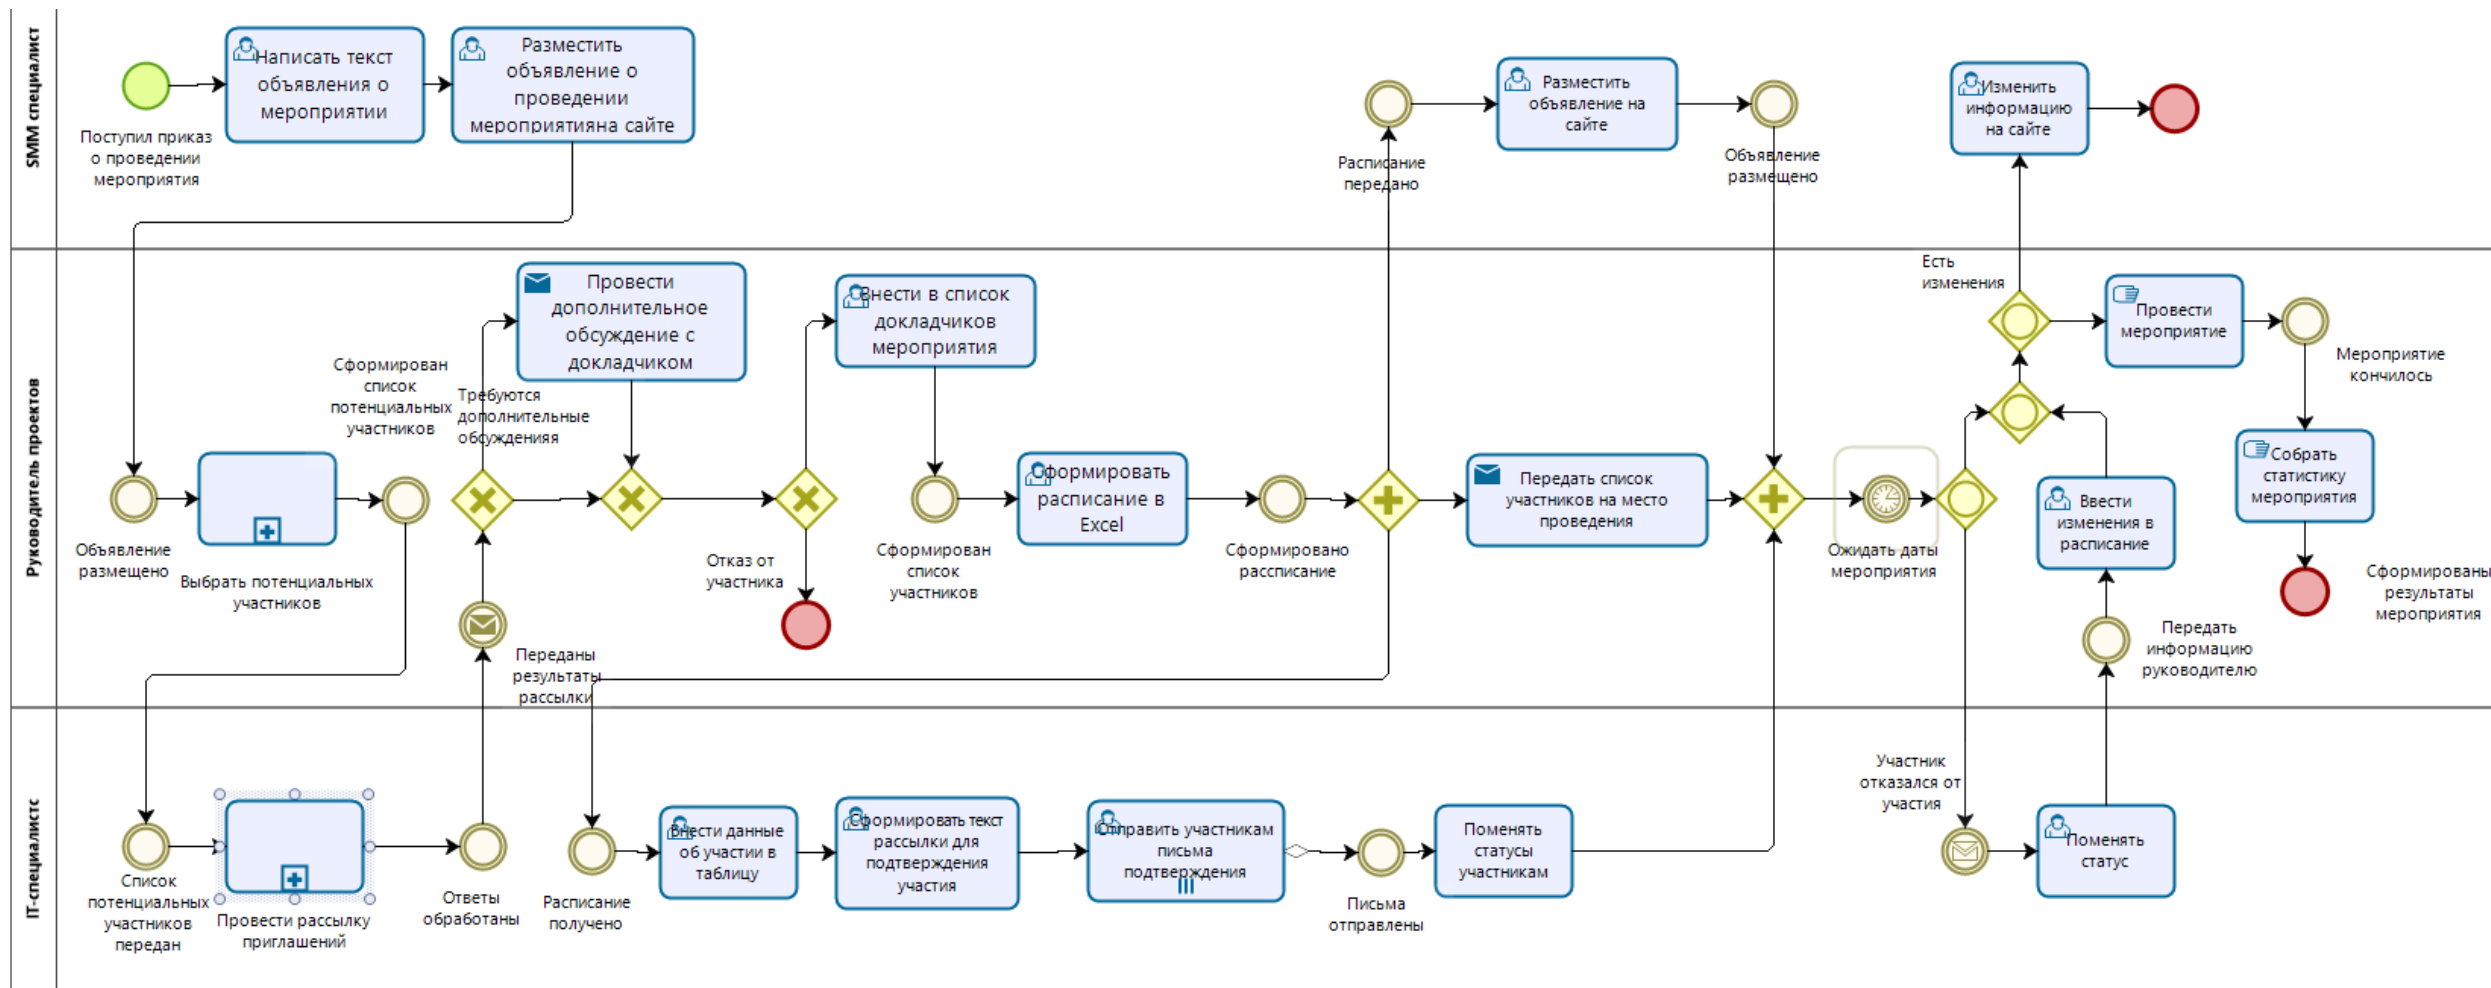 SMM специалист
Поступил приказ
о проведении
мероприятия
Написать текст
объявления о
мероприятии
Разместить
объявление о
проведении
мероприятияна сайте
Расписание
передано
Разместить
объявление на
сайте
Объявление
размещено
Изменить
информацию
на сайте
Руководитель проектов
Объявление
размещено
Выбрать потенциальных
участников
Сформирован
список
потенциальных
участников
Требуются
дополнительные
обсужденияя
Провести
дополнительное
обсуждение с
докладчиком
Переданы
результаты
рассылки
Отказ от
участника
Внести в список
докладчиков
мероприятия
Сформирован
список
участников
Сформировать
расписание в
Excel
Сформировано
рассписание
Передать список
участников на место
проведения
Ожидать даты
мероприятия
Есть
изменения
Провести
мероприятие
Мероприятие
кончилось
Собрать
статистику
мероприятия
Сформированы
результаты
мероприятия
Ввести
изменения в
расписание
Передать
информацию
руководителю
IT-специалистс
Список
потенциальных
участников
передан
Провести рассылку
приглашений
Ответы
обработаны
Расписание
получено
Внести данные
об участии в
таблицу
Сформировать текст
рассылки для
подтверждения
участия
Отправить участникам
письма
подтверждения
Письма
отправлены
Поменять
статусы
участникам
Участник
отказался от
участия
Поменять
статус